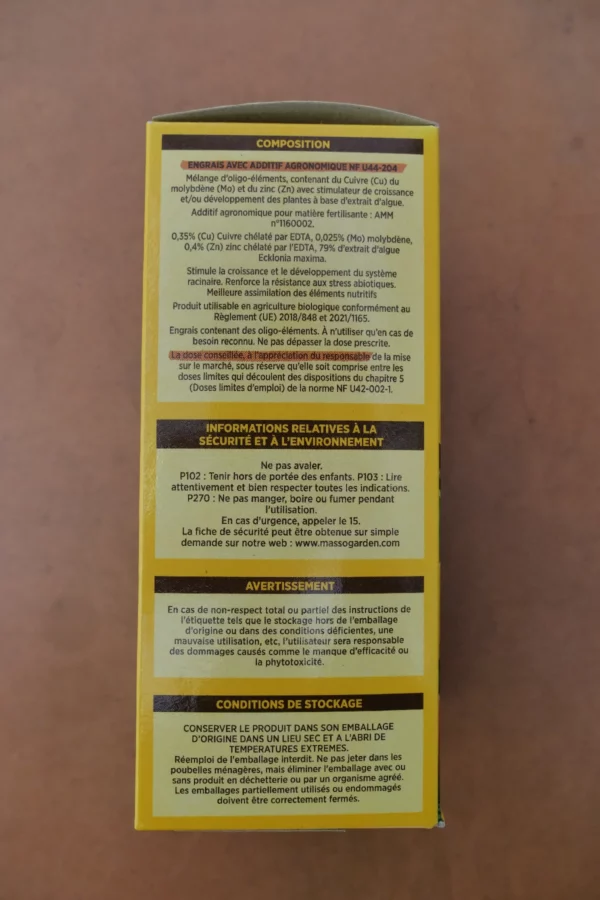 COMPOSITION
ENGRAIS AVEC ADDITIF AGRONOMIQUE NF U44-204
Mélange d'oligo-éléments, contenant du Cuivre (Cu) du
molybdène (Mo) et du zinc (Zn) avec stimulateur de croissance
et/ou développement des plantes à base d'extrait d'algue.
Additif agronomique pour matière fertilisante : AMM
n°1160002.
0,35% (Cu) Cuivre chélaté par EDTA, 0,025% (Mo) molybdène,
0,4% (Zn) zinc chélaté par l'EDTA, 79% d'extrait d'algue
Ecklonia maxima.
Stimule la croissance et le développement du système
racinaire. Renforce la résistance aux stress abiotiques.
Meilleure assimilation des éléments nutritifs
Produit utilisable en agriculture biologique conformément au
Règlement (UE) 2018/848 et 2021/1165.
Engrais contenant des oligo-éléments. À n'utiliser qu'en cas de
besoin reconnu. Ne pas dépasser la dose prescrite.
La dose conseillée, à l'appréciation du responsable de la mise
sur le marché, sous réserve qu'elle soit comprise entre les
doses limites qui découlent des dispositions du chapitre 5
(Doses limites d'emploi) de la norme NF U42-002-1.
INFORMATIONS RELATIVES À LA
SÉCURITÉ ET À L'ENVIRONNEMENT
Ne pas avaler.
P102 : Tenir hors de portée des enfants. P103 : Lire
attentivement et bien respecter toutes les indications.
P270 : Ne pas manger, boire ou fumer pendant
l'utilisation.
En cas d'urgence, appeler le 15.
La fiche de sécurité peut être obtenue sur simple
demande sur notre web : www.massogarden.com
AVERTISSEMENT
En cas de non-respect total ou partiel des instructions de
l'étiquette tels que le stockage hors de l'emballage
d'origine ou dans des conditions déficientes, une
mauvaise utilisation, etc, l'utilisateur sera responsable
des dommages causés comme le manque d'efficacité ou
la phytotoxicité.
CONDITIONS DE STOCKAGE
CONSERVER LE PRODUIT DANS SON EMBALLAGE
D'ORIGINE DANS UN LIEU SEC ET A L'ABRI DE
TEMPERATURES EXTREMES.
Réemploi de l'emballage interdit. Ne pas jeter dans les
poubelles ménagères, mais éliminer l'emballage avec ou
sans produit en déchetterie ou par un organisme agréé.
Les emballages partiellement utilisés ou endommagés
doivent être correctement fermés.